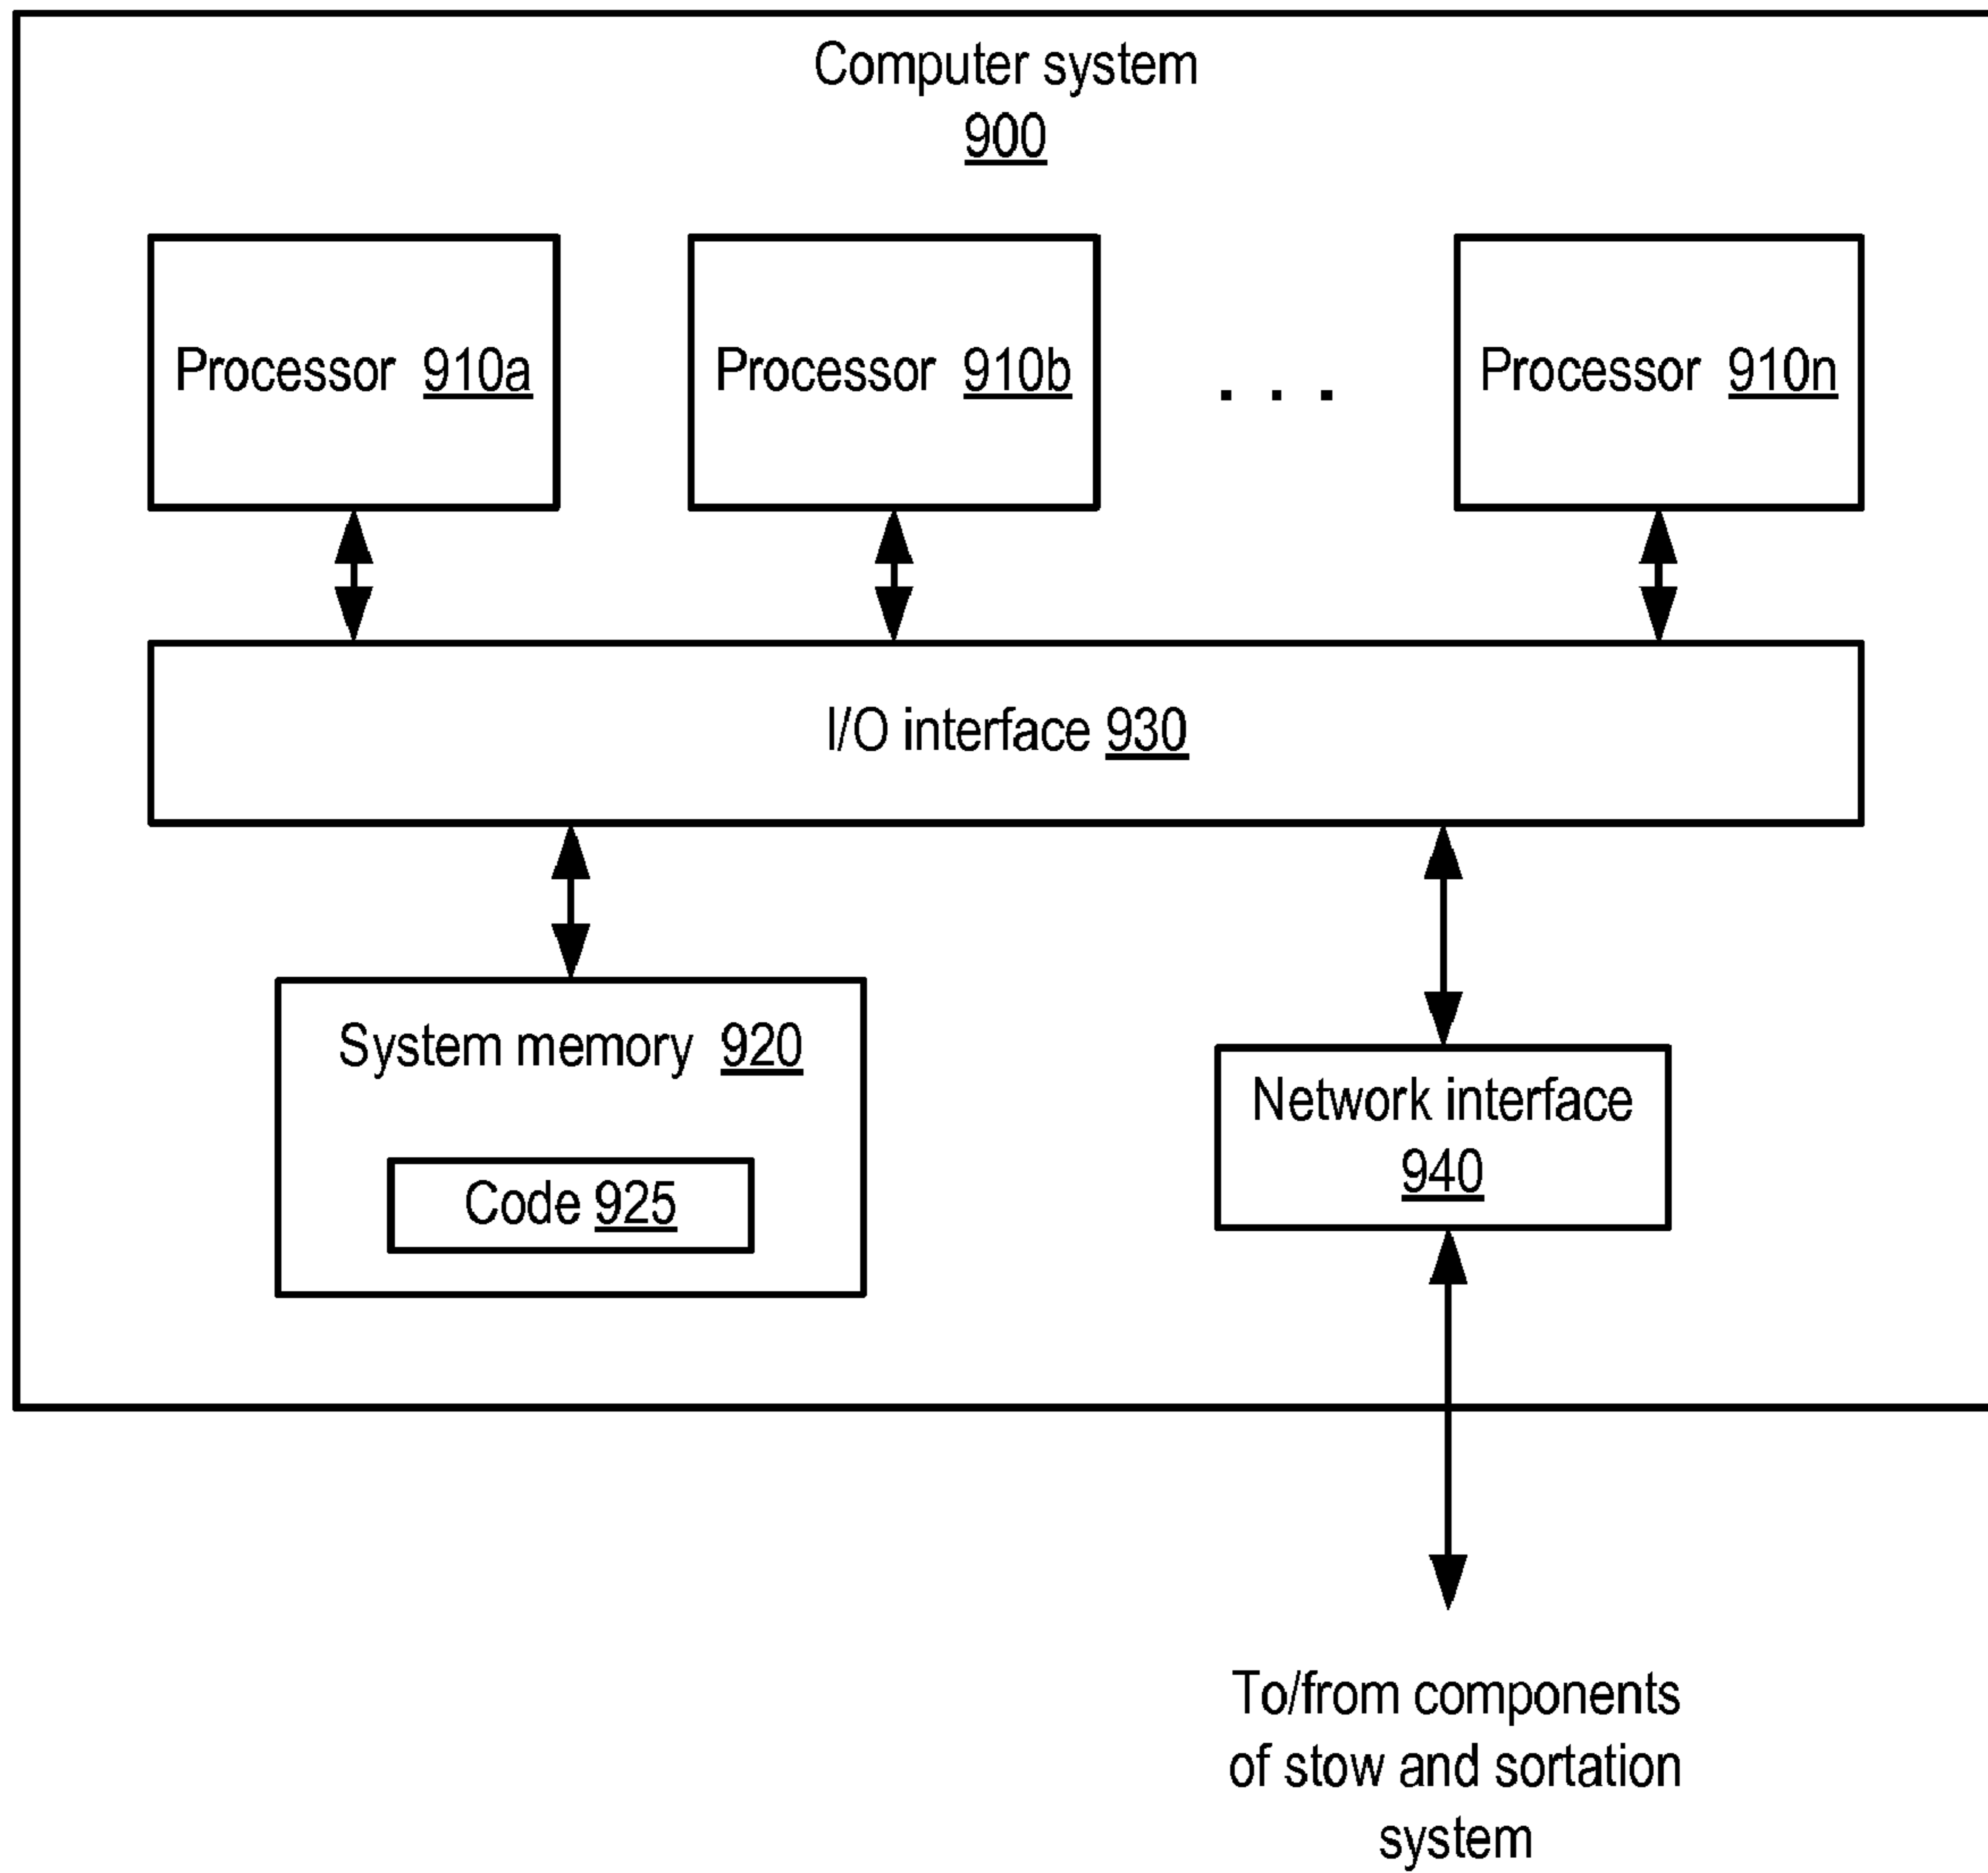 Computer system
900
Processor 910a
Processor 910b
. . .
Processor 910n
I/O interface 930
System memory 920
Code 925
Network interface
940
To/from components
of stow and sortation
system